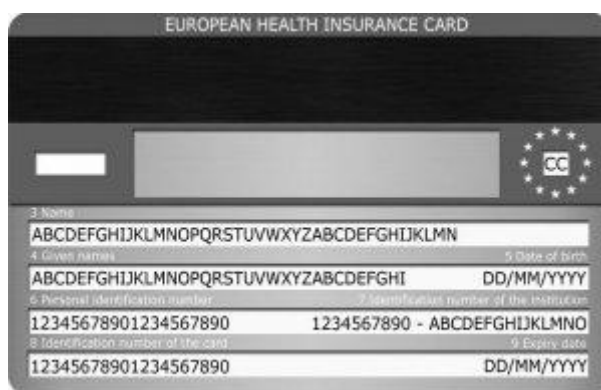 EUROPEAN HEALTH INSURANCE CARD
CC
3 Name
ABCDEFGHIJKLMNOPQRSTUVWXYZABCDEFGHIJKLMN
4 Given names 5 Date of birth
ABCDEFGHIJKLMNOPQRSTUVWXYZABCDEFGHI DD/MM/YYYY
6 Personal identification number 7 Identification number of the institution
12345678901234567890 1234567890 - ABCDEFGHIJKLMNO
8 Identification number of the card 9 Expiry date
12345678901234567890 DD/MM/YYYY